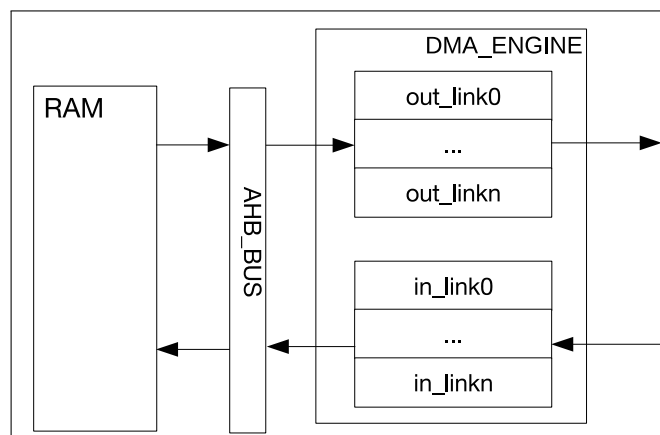 DMA_ENGINE
RAM
out_link0
...
out_linkn
AHB_BUS
in_link0
...
in_linkn